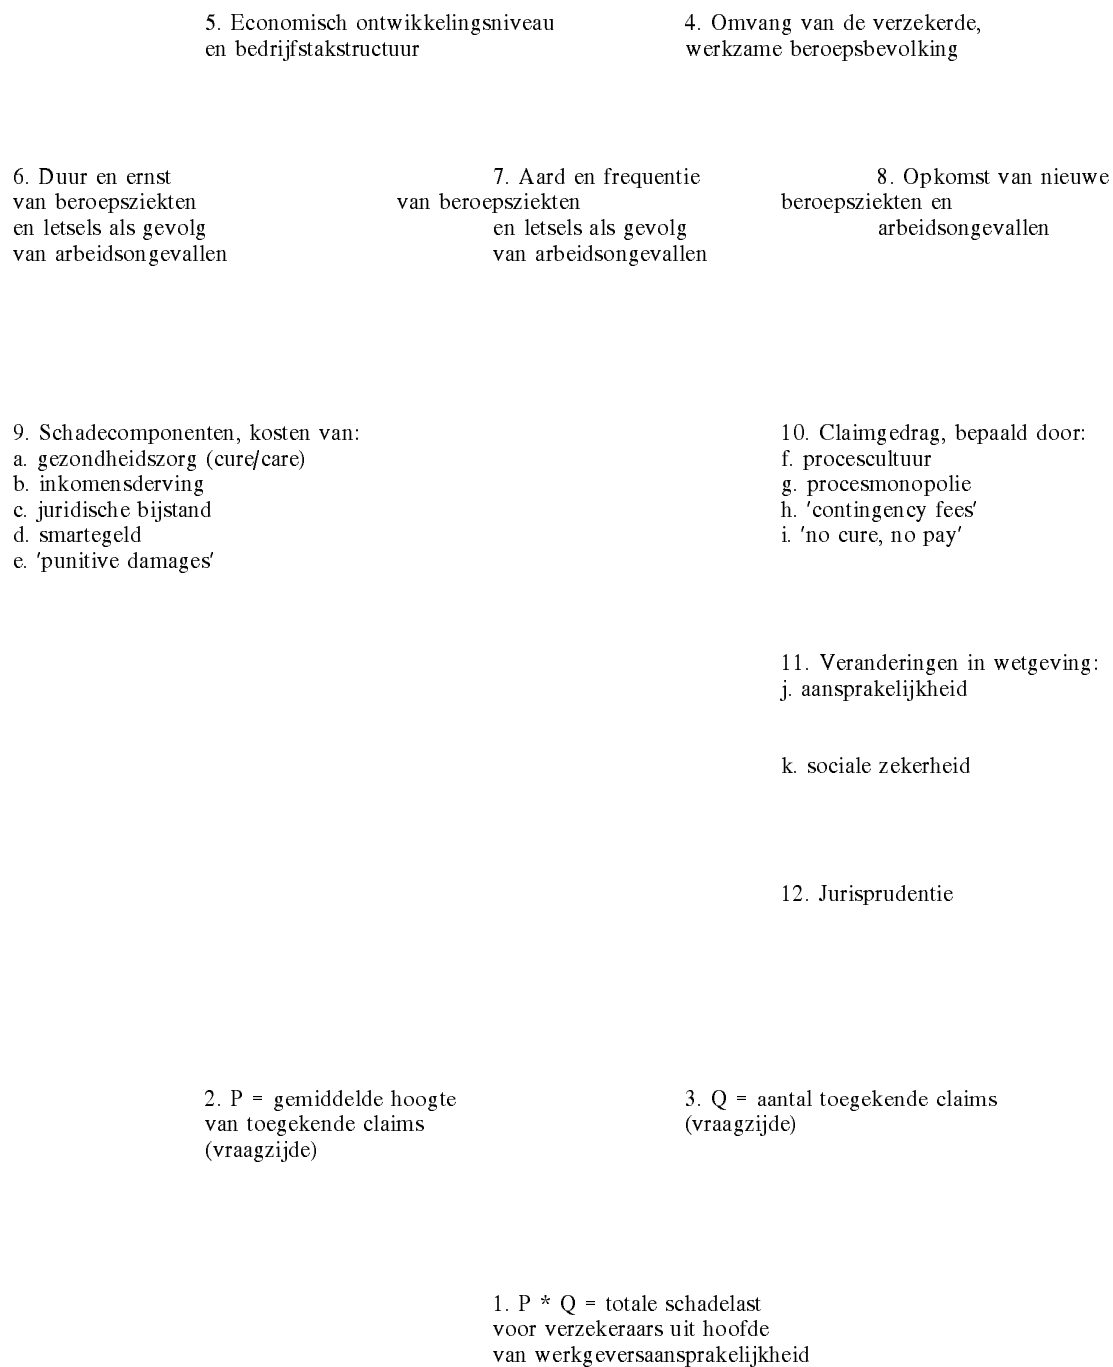 5. Economisch ontwikkelingsniveau
en bedrijfstakstructuur
4. Omvang van de verzekerde,
werkzame beroepsbevolking
6. Duur en ernst
van beroepsziekten
en letsels als gevolg
van arbeidsongevallen
7. Aard en frequentie
van beroepsziekten
en letsels als gevolg
van arbeidsongevallen
8. Opkomst van nieuwe
beroepsziekten en
arbeidsongevallen
9. Schadecomponenten, kosten van:
a. gezondheidszorg (cure/care)
b. inkomensderving
c. juridische bijstand
d. smartegeld
e. 'punitive damages'
10. Claimgedrag, bepaald door:
f. procescultuur
g. procesmonopolie
h. 'contingency fees'
i. 'no cure, no pay'
11. Veranderingen in wetgeving:
j. aansprakelijkheid
k. sociale zekerheid
12. Jurisprudentie
2. P = gemiddelde hoogte
van toegekende claims
(vraagzijde)
3. Q = aantal toegekende claims
(vraagzijde)
1. P * Q = totale schadelast
voor verzekeraars uit hoofde
van werkgeversaansprakelijkheid